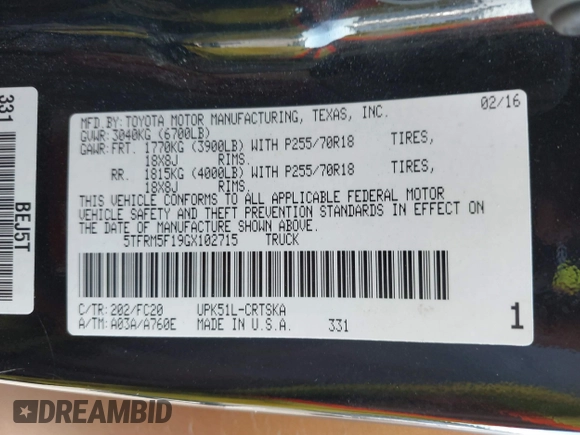 331 BEJ5T
MFD.BY:TOYOTA MOTOR MANUFACTURING, TEXAS, INC. 02/16
GVWR:3040KG (6700LB)
GAWR:FRT. 1770KG (3900LB) WITH P255/70R18 TIRES,
18X8J RIMS.
RR. 1815KG (4000LB) WITH P255/70R18 TIRES,
18X8J RIMS.
THIS VEHICLE CONFORMS TO ALL APPLICABLE FEDERAL MOTOR
VEHICLE SAFETY AND THEFT PREVENTION STANDARDS IN EFFECT ON
THE DATE OF MANUFACTURE SHOWN ABOVE.
5TFRM5F19GX102715 TRUCK
C/TR:202/FC20 UPK51L-CRTSKA
A/TM:A03A/A760E MADE IN U.S.A. 331 1
DREAMBID